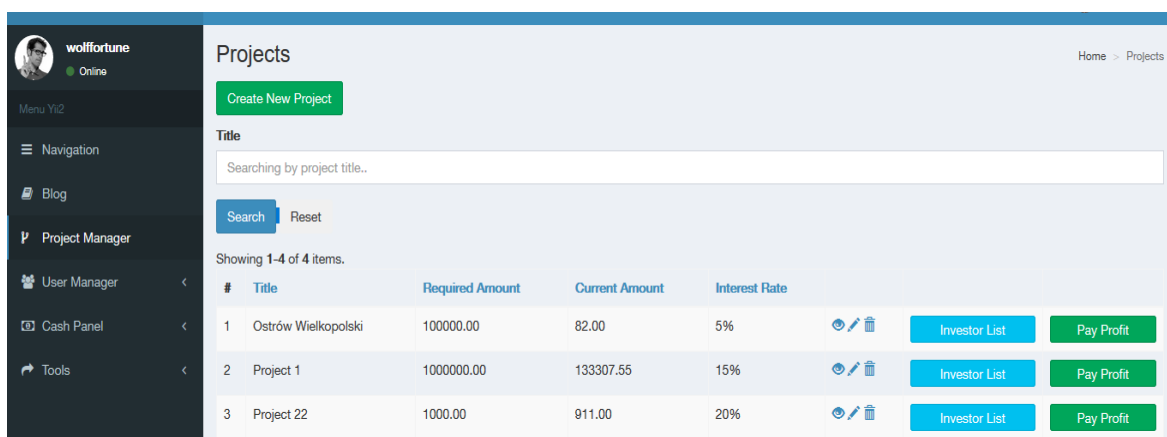 wolffortune
Online
Menu Yii2
Navigation
Blog
Project Manager
User Manager
Cash Panel
Tools
Projects
Home > Projects
Create New Project
Title
Searching by project title..
Search Reset
Showing 1-4 of 4 items.
# Title Required Amount Current Amount Interest Rate
1 Ostrów Wielkopolski 100000.00 82.00 5% Investor List Pay Profit
2 Project 1 1000000.00 133307.55 15% Investor List Pay Profit
3 Project 22 1000.00 911.00 20% Investor List Pay Profit